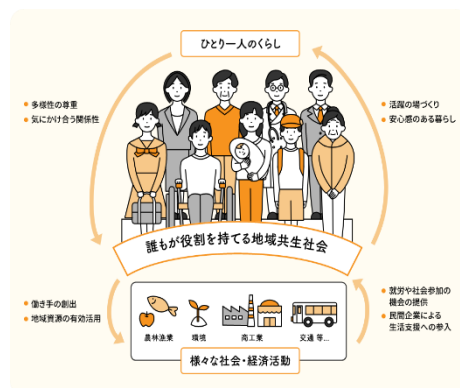 ひとり一人のくらし
● 多様性の尊重
● 気にかけ合う関係性
● 活躍の場づくり
● 安心感のある暮らし
誰もが役割を持てる地域共生社会
● 働き手の創出
● 地域資源の有効活用
農林漁業 環境 商工業 交通 等...
様々な社会・経済活動
● 就労や社会参加の
機会の提供
● 民間企業による
生活支援への参入